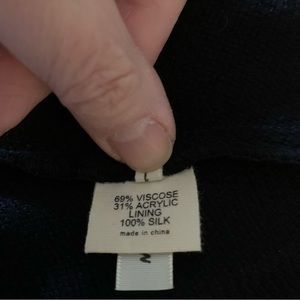 69% VISCOSE
31% ACRYLIC
LINING
100% SILK
made in china